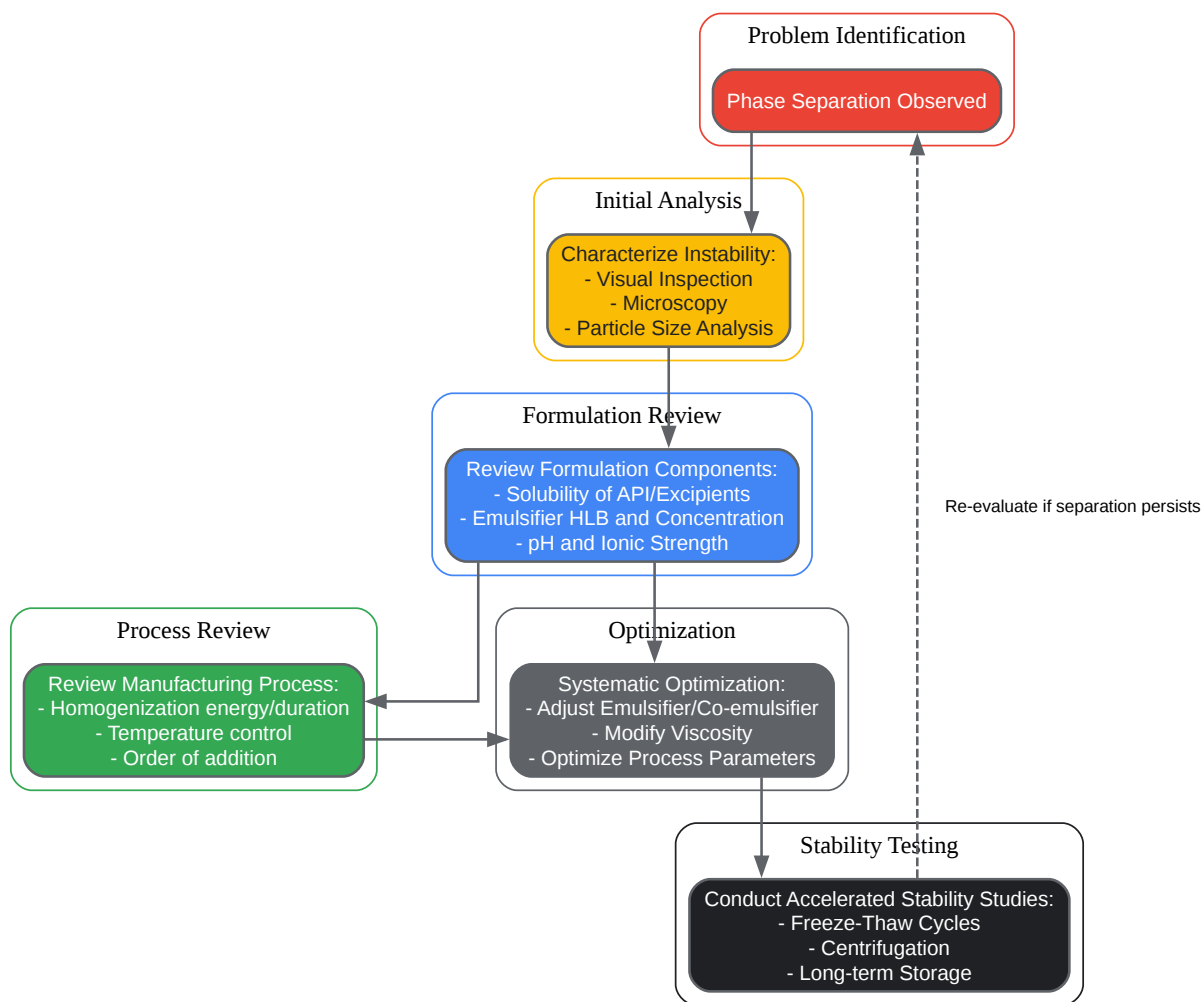 Problem Identification
Phase Separation Observed
Initial Analysis
Characterize Instability:
- Visual Inspection
- Microscopy
- Particle Size Analysis
Formulation Review
Review Formulation Components:
- Solubility of API/Excipients
- Emulsifier HLB and Concentration
- pH and Ionic Strength
Re-evaluate if separation persists
Process Review
Review Manufacturing Process:
- Homogenization energy/duration
- Temperature control
- Order of addition
Optimization
Systematic Optimization:
- Adjust Emulsifier/Co-emulsifier
- Modify Viscosity
- Optimize Process Parameters
Stability Testing
Conduct Accelerated Stability Studies:
- Freeze-Thaw Cycles
- Centrifugation
- Long-term Storage